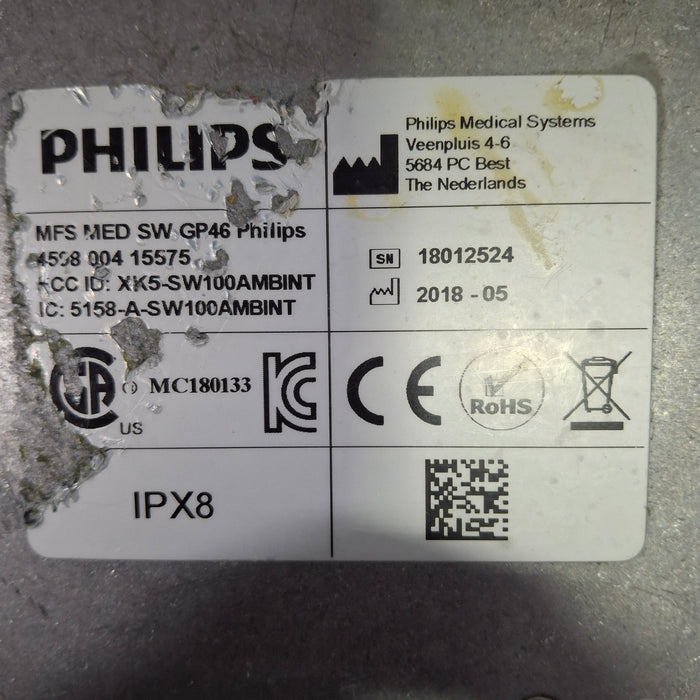 PHILIPS
Philips Medical Systems
Veenpluis 4-6
5684 PC Best
The Nederlands
MFS MED SW GP46 Philips
4598 004 15575
FCC ID: XK5-SW100AMBINT
IC: 5158-A-SW100AMBINT
SN 18012524
2018 - 05
US
MC180133
CE
RoHS
IPX8